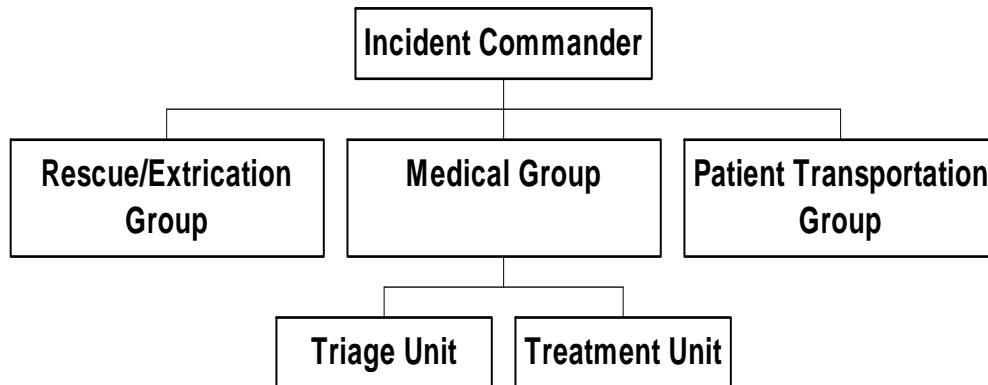 Incident Commander
Rescue/Extrication
Group
Medical Group
Patient Transportation
Group
Triage Unit
Treatment Unit